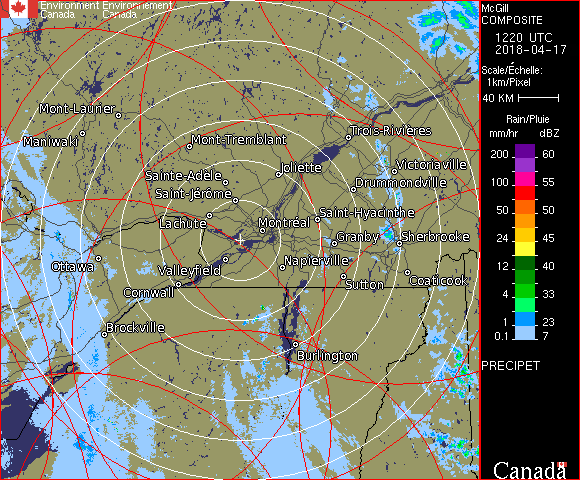 Environment Environnement
Canada Canada
McGill
COMPOSITE
1220 UTC
2018-04-17
Scale/Échelle:
1km/Pixel
40 KM
Rain/Pluie
mm/hr dBZ
200 60
100 55
50 50
24 45
12 40
4 33
1 23
0.1 7
PRECIPET
Canada
Mont-Laurier
Maniwaki
Mont-Tremblant
Trois-Rivières
Joliette
Victoriaville
Sainte-Adèle
Drummondville
Saint-Jérôme
Saint-Hyacinthe
Lachute
Montréal
Granby
Sherbrooke
Ottawa
Valleyfield
Napierville
Cornwall
Sutton
Coaticook
Brockville
Burlington